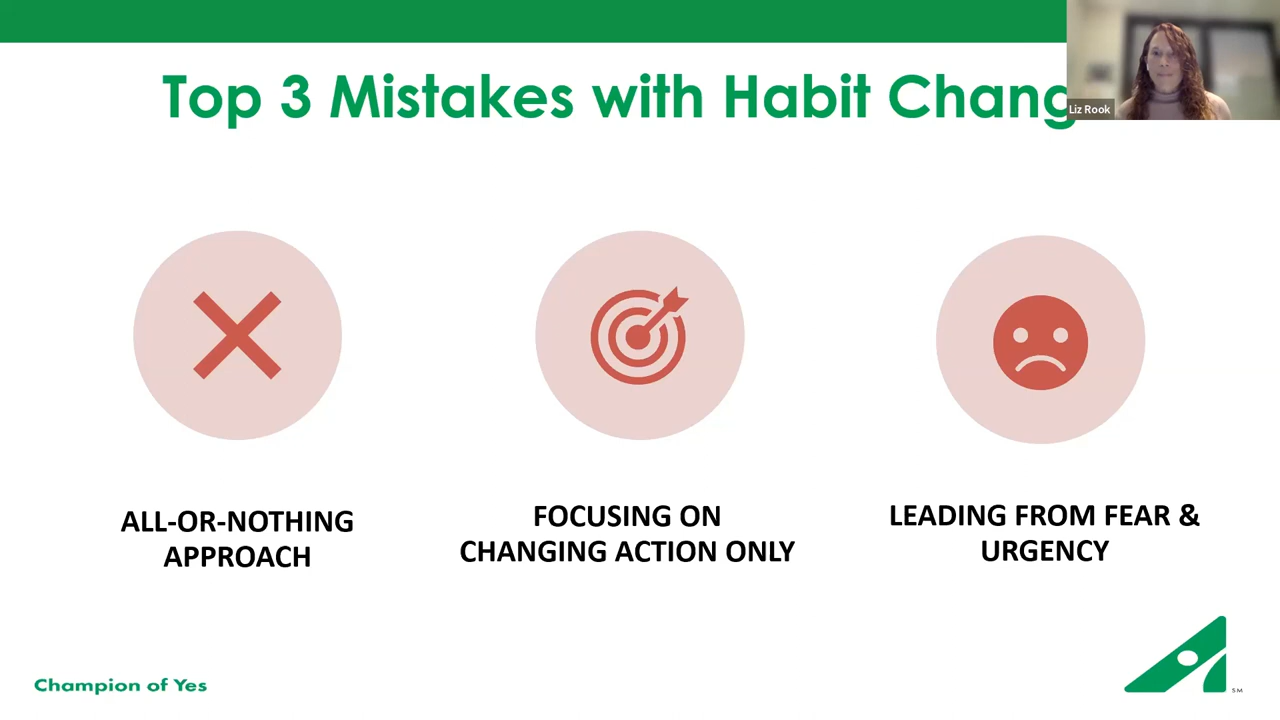 Top 3 Mistakes with Habit Chang
Liz Rook
ALL-OR-NOTHING
APPROACH
FOCUSING ON
CHANGING ACTION ONLY
LEADING FROM FEAR &
URGENCY
Champion of Yes
SM